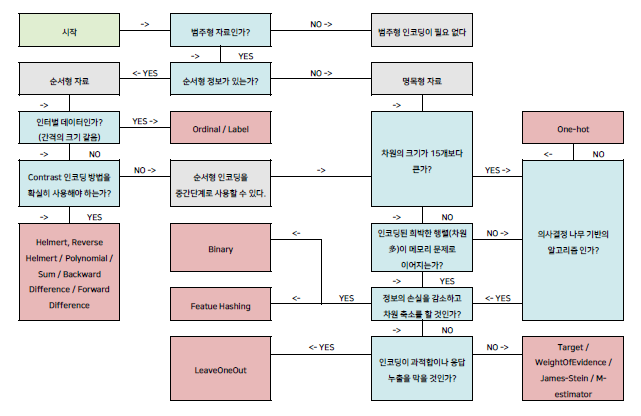 시작
->
범주형 자료인가?
NO ->
범주형 인코딩이 필요 없다
-> YES
순서형 자료
<- YES
순서형 정보가 있는가?
NO ->
명목형 자료
->
->
인터벌 데이터인가?
(간격의 크기 같음)
YES ->
Ordinal / Label
차원의 크기가 15개보다
큰가?
One-hot
-> NO
<- NO
Contrast 인코딩 방법을
확실히 사용해야 하는가?
NO ->
순서형 인코딩을
중간단계로 사용할 수 있다.
->
YES ->
의사결정 나무 기반의
알고리즘 인가?
-> YES
-> NO
Helmert, Reverse
Helmert / Polynomial /
Sum / Backward
Difference / Forward
Difference
Binary
<-
인코딩된 희박한 행렬(차원
多)이 메모리 문제로
이어지는가?
NO ->
-> YES
Featue Hashing
<- YES
정보의 손실을 감소하고
차원 축소를 할 것인가?
<- YES
-> NO
LeaveOneOut
<- YES
인코딩이 과적합이나 응답
누출을 막을 것인가?
NO ->
Target /
WeightOfEvidence /
James-Stein / M-
estimator